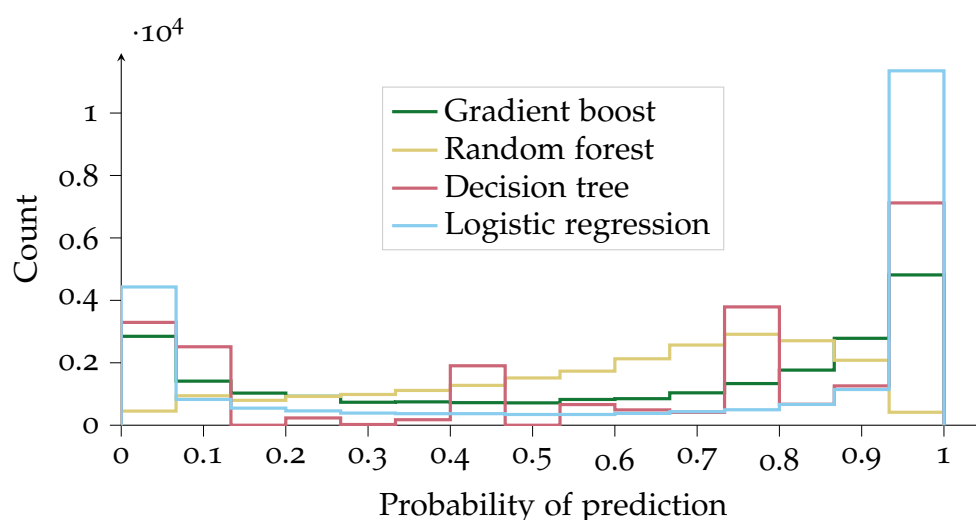 ·10⁴
1
0.8
0.6
0.4
0.2
0
Count
Gradient boost
Random forest
Decision tree
Logistic regression
0 0.1 0.2 0.3 0.4 0.5 0.6 0.7 0.8 0.9 1
Probability of prediction